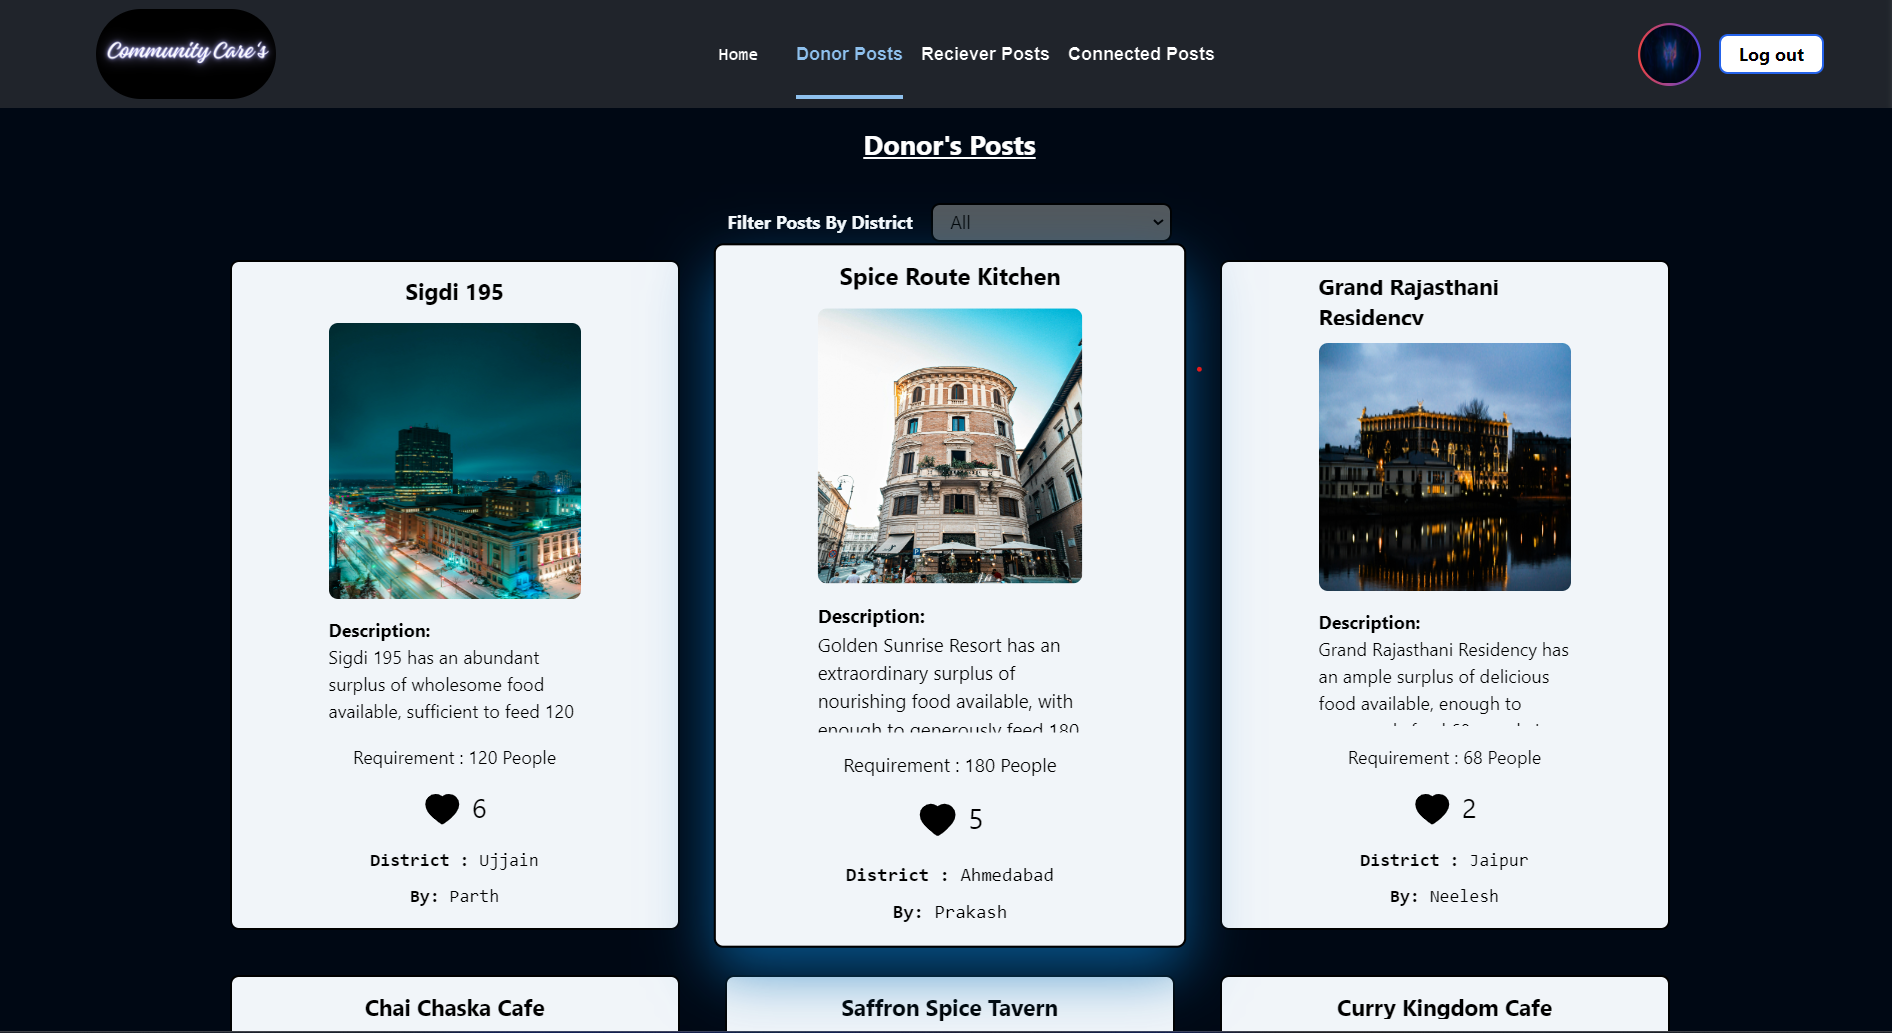 Community Care's
Home
Donor Posts
Reciever Posts
Connected Posts
Log out
Donor's Posts
Filter Posts By District
All
Sigdi 195
Description:
Sigdi 195 has an abundant
surplus of wholesome food
available, sufficient to feed 120
Requirement : 120 People
6
District : Ujjain
By: Parth
Spice Route Kitchen
Description:
Golden Sunrise Resort has an
extraordinary surplus of
nourishing food available, with
enough to generously feed 180
Requirement : 180 People
5
District : Ahmedabad
By: Prakash
Grand Rajasthani
Residency
Description:
Grand Rajasthani Residency has
an ample surplus of delicious
food available, enough to
Requirement : 68 People
2
District : Jaipur
By: Neelesh
Chai Chaska Cafe
Saffron Spice Tavern
Curry Kingdom Cafe